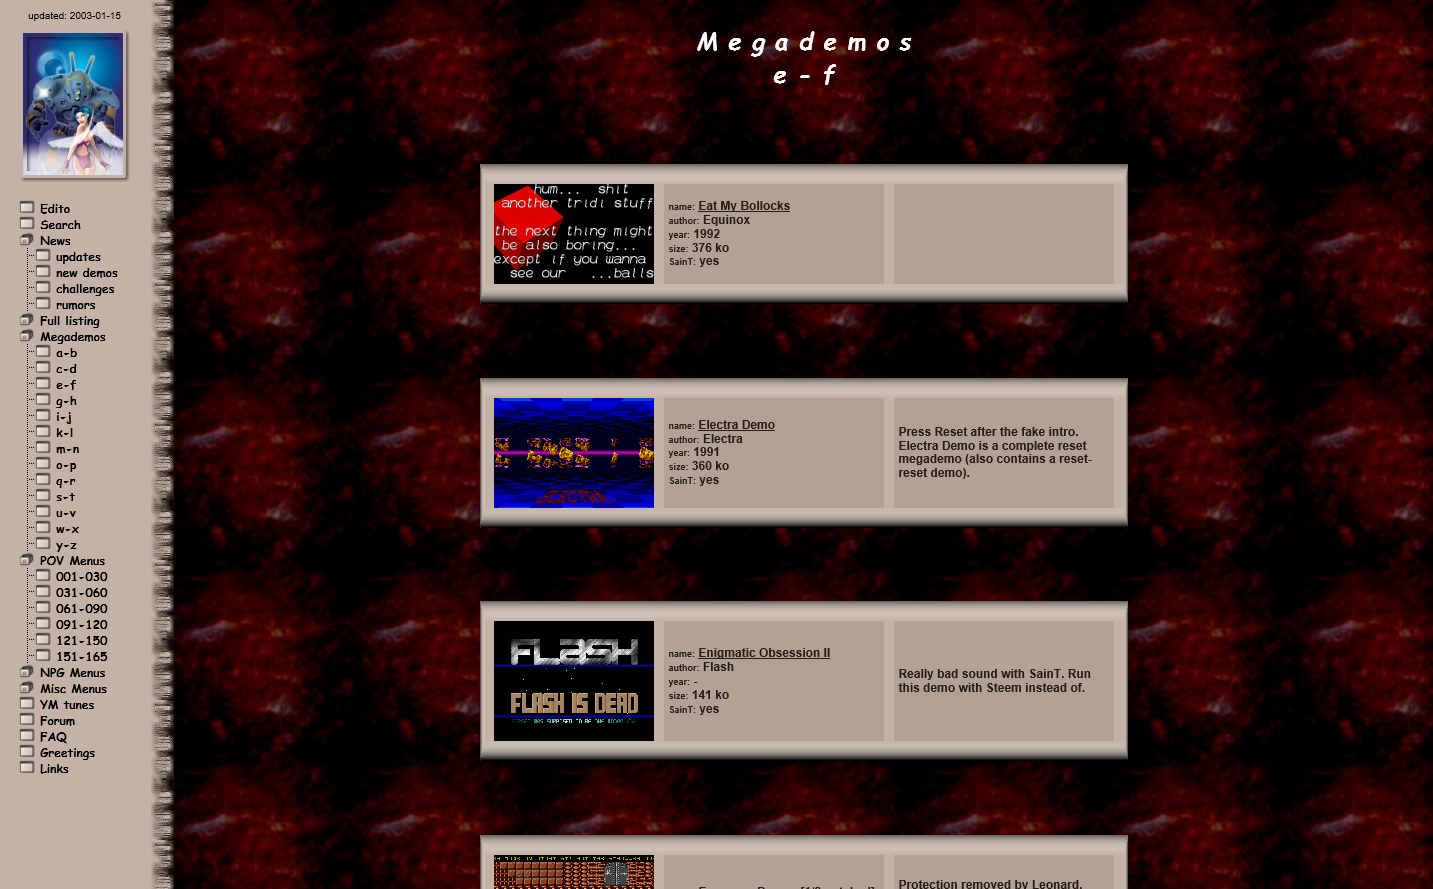 updated: 2003-01-15
Edito
Search
News
updates
new demos
challenges
rumors
Full listing
Megademos
a-b
c-d
e-f
g-h
i-j
k-l
m-n
o-p
q-r
s-t
u-v
w-x
y-z
POV Menus
001-030
031-060
061-090
091-120
121-150
151-165
NPG Menus
Misc Menus
YM tunes
Forum
FAQ
Greetings
Links
Megademos
e-f
hum... shit
another tridi stuff
the next thing might
be also boring...
except if you wanna
see our ...balls
name: Eat My Bollocks
author: Equinox
year: 1992
size: 376 ko
SainT: yes
ELECTRA
name: Electra Demo
author: Electra
year: 1991
size: 360 ko
SainT: yes
Press Reset after the fake intro.
Electra Demo is a complete reset
megademo (also contains a reset-
reset demo).
FLASH
FLASH IS DEAD
name: Enigmatic Obsession II
author: Flash
year: -
size: 141 ko
SainT: yes
Really bad sound with SainT. Run
this demo with Steem instead of.
Protection removed by Leonard.